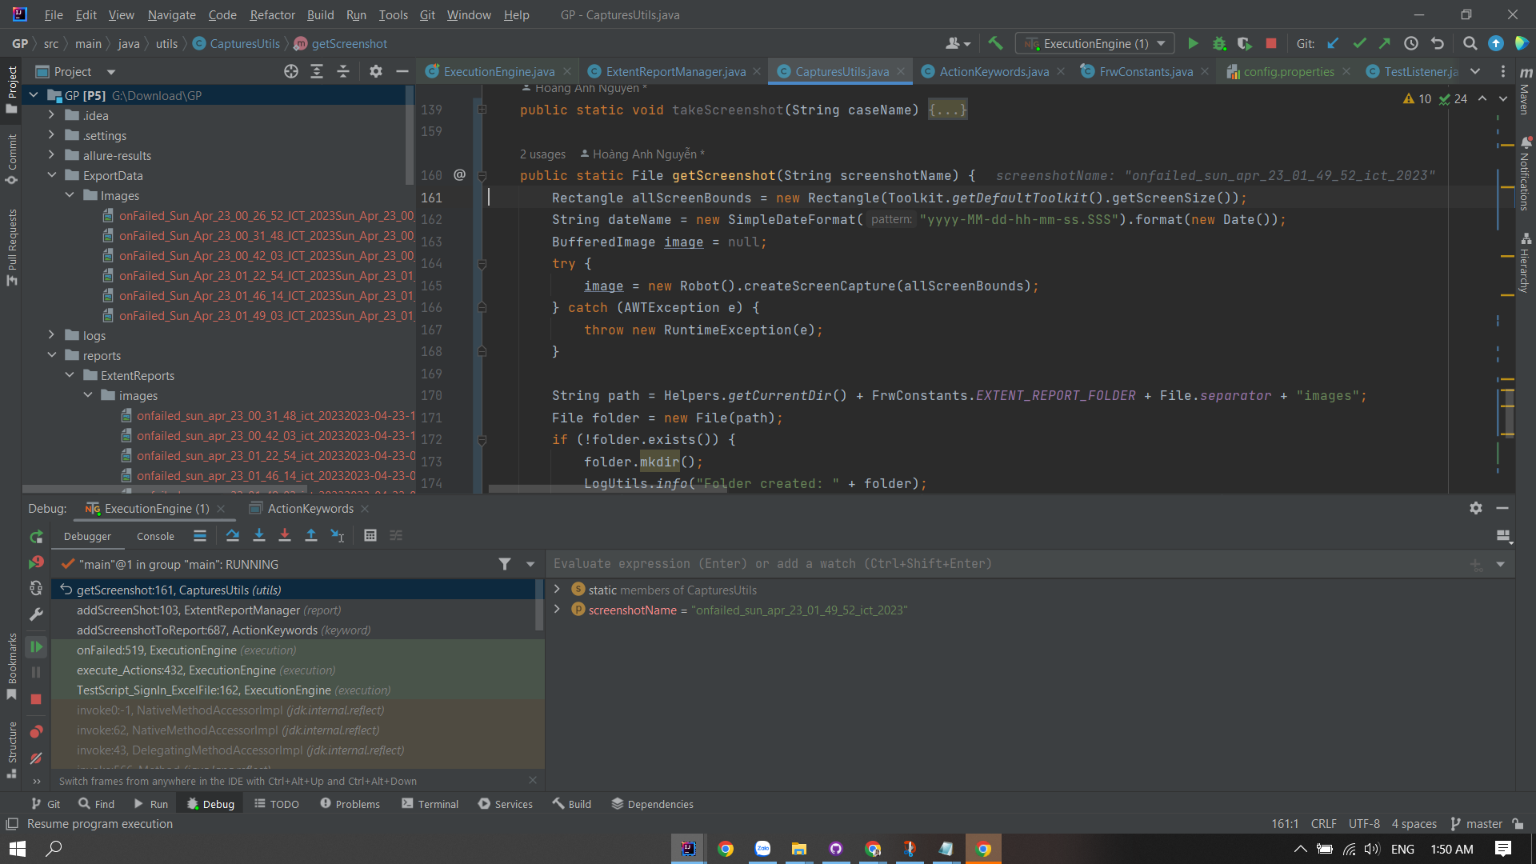 File Edit View Navigate Code Refactor Build Run Tools Git Window Help GP - CapturesUtils.java
GP src main java utils CapturesUtils getScreenshot ExecutionEngine (1) Git:
Project ExecutionEngine.java ExtentReportManager.java CapturesUtils.java ActionKeywords.java FrwConstants.java config.properties TestListener.ja
GP [P5] G:\Download\GP
.idea
.settings
allure-results
ExportData
Images
onFailed_Sun_Apr_23_00_26_52_ICT_2023Sun_Apr_23_00_
onFailed_Sun_Apr_23_00_31_48_ICT_2023Sun_Apr_23_00_
onFailed_Sun_Apr_23_00_42_03_ICT_2023Sun_Apr_23_00_
onFailed_Sun_Apr_23_01_22_54_ICT_2023Sun_Apr_23_01_
onFailed_Sun_Apr_23_01_46_14_ICT_2023Sun_Apr_23_01_
onFailed_Sun_Apr_23_01_49_03_ICT_2023Sun_Apr_23_01_
logs
reports
ExtentReports
images
onfailed_sun_apr_23_00_31_48_ict_20232023-04-23-1
onfailed_sun_apr_23_00_42_03_ict_20232023-04-23-1
onfailed_sun_apr_23_01_22_54_ict_20232023-04-23-0
onfailed_sun_apr_23_01_46_14_ict_20232023-04-23-0
Project
Commit
Pull Requests
Bookmarks
Structure
Hoàng Anh Nguyễn *
10 24
139 public static void takeScreenshot(String caseName) {...}
159
2 usages Hoàng Anh Nguyễn *
160 @ public static File getScreenshot(String screenshotName) { screenshotName: "onfailed_sun_apr_23_01_49_52_ict_2023"
161 Rectangle allScreenBounds = new Rectangle(Toolkit.getDefaultToolkit().getScreenSize());
162 String dateName = new SimpleDateFormat( pattern: "yyyy-MM-dd-hh-mm-ss.SSS").format(new Date());
163 BufferedImage image = null;
164 try {
165 image = new Robot().createScreenCapture(allScreenBounds);
166 } catch (AWTException e) {
167 throw new RuntimeException(e);
168 }
169
170 String path = Helpers.getCurrentDir() + FrwConstants.EXTENT_REPORT_FOLDER + File.separator + "images";
171 File folder = new File(path);
172 if (!folder.exists()) {
173 folder.mkdir();
174 LogUtils.info("Folder created: " + folder);
m Maven
Notifications
Hierarchy
Debug: ExecutionEngine (1) ActionKeywords
Debugger Console
"main"@1 in group "main": RUNNING
getScreenshot:161, CapturesUtils (utils)
addScreenShot:103, ExtentReportManager (report)
addScreenshotToReport:687, ActionKeywords (keyword)
onFailed:519, ExecutionEngine (execution)
execute_Actions:432, ExecutionEngine (execution)
TestScript_SignIn_ExcelFile:162, ExecutionEngine (execution)
invoke0:-1, NativeMethodAccessorImpl (jdk.internal.reflect)
invoke:62, NativeMethodAccessorImpl (jdk.internal.reflect)
invoke:43, DelegatingMethodAccessorImpl (jdk.internal.reflect)
Switch frames from anywhere in the IDE with Ctrl+Alt+Up and Ctrl+Alt+Down
Evaluate expression (Enter) or add a watch (Ctrl+Shift+Enter)
static members of CapturesUtils
screenshotName = "onfailed_sun_apr_23_01_49_52_ict_2023"
Git Find Run Debug TODO Problems Terminal Services Build Dependencies
Resume program execution 161:1 CRLF UTF-8 4 spaces master
Zalo ENG 1:50 AM